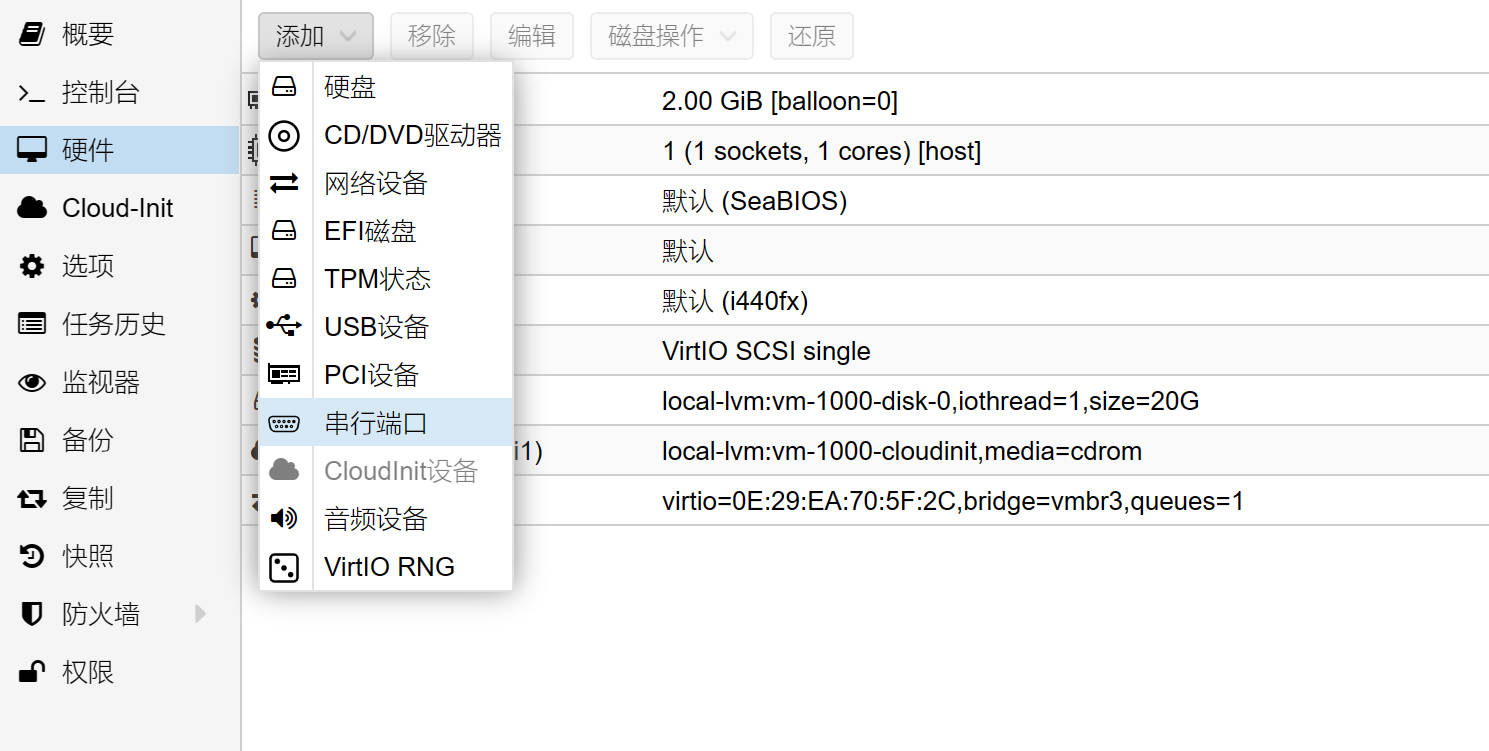 概要
控制台
硬件
Cloud-Init
选项
任务历史
监视器
备份
复制
快照
防火墙
权限
添加 移除 编辑 磁盘操作 还原
硬盘
CD/DVD驱动器
网络设备
EFI磁盘
TPM状态
USB设备
PCI设备
串行端口
CloudInit设备
音频设备
VirtIO RNG
2.00 GiB [balloon=0]
1 (1 sockets, 1 cores) [host]
默认 (SeaBIOS)
默认
默认 (i440fx)
VirtIO SCSI single
local-lvm:vm-1000-disk-0,iothread=1,size=20G
i1) local-lvm:vm-1000-cloudinit,media=cdrom
virtio=0E:29:EA:70:5F:2C,bridge=vmbr3,queues=1